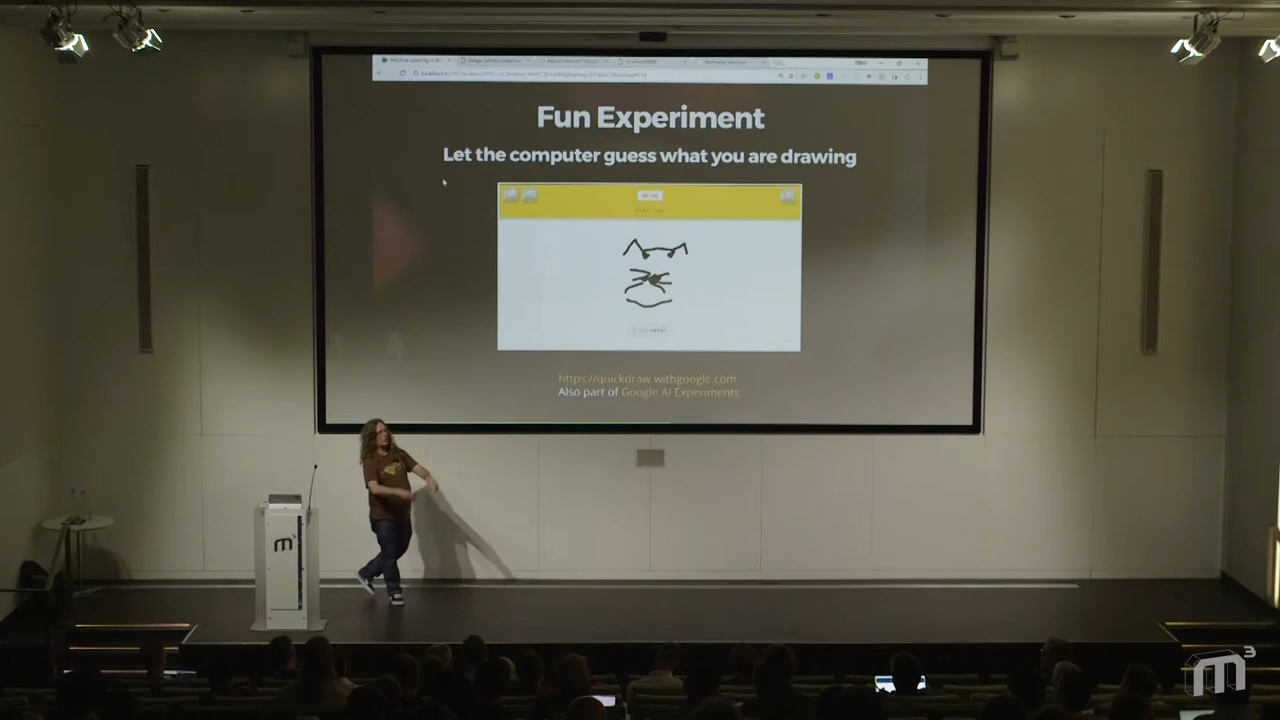 Fun Experiment
Let the computer guess what you are drawing
https://quickdraw.withgoogle.com
Also part of Google AI Experiments
m
m3